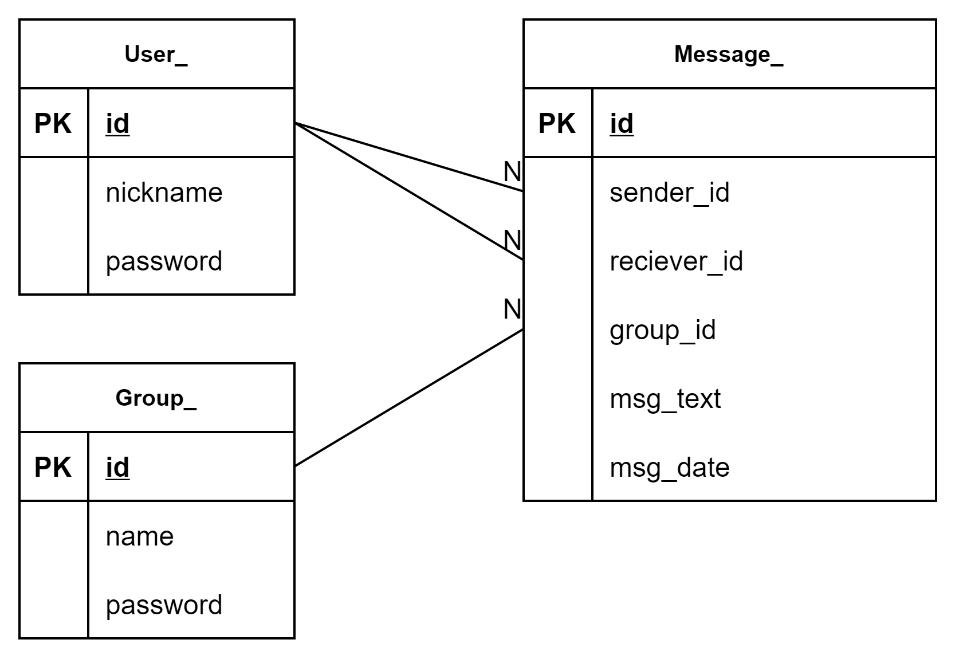 User_
PK id
nickname
password
Message_
PK id
N sender_id
N reciever_id
N group_id
msg_text
msg_date
Group_
PK id
name
password